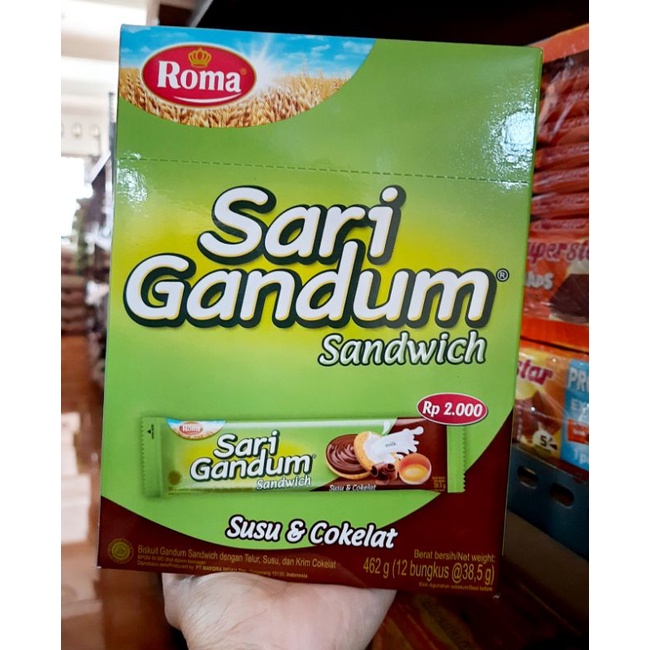 Roma
Sari
Gandum®
Sandwich
Rp 2.000
Roma
Sari
Gandum
Sandwich
milk
Susu & Cokelat
Susu & Cokelat
Biskuit Gandum Sandwich dengan Telur, Susu, dan Krim Cokelat
Berat bersih/Net weight:
462 g (12 bungkus @38,5 g)